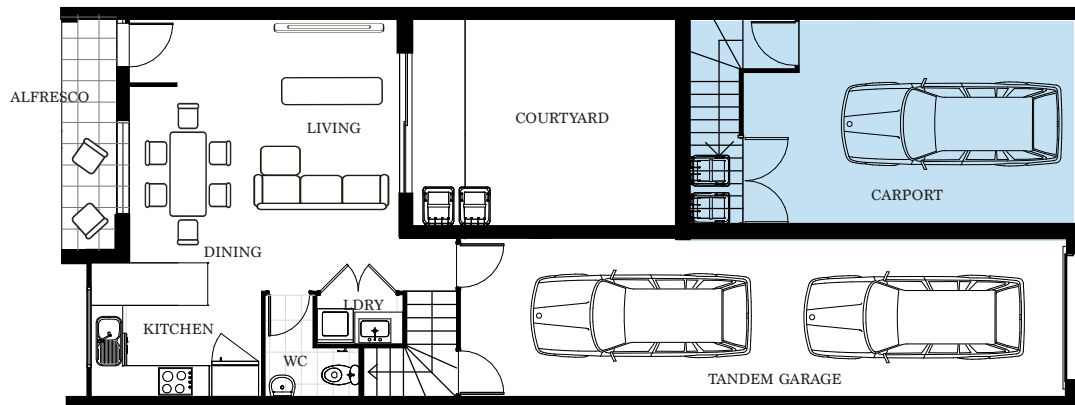 ALFRESCO
LIVING
COURTYARD
CARPORT
DINING
LDRY
KITCHEN
WC
TANDEM GARAGE